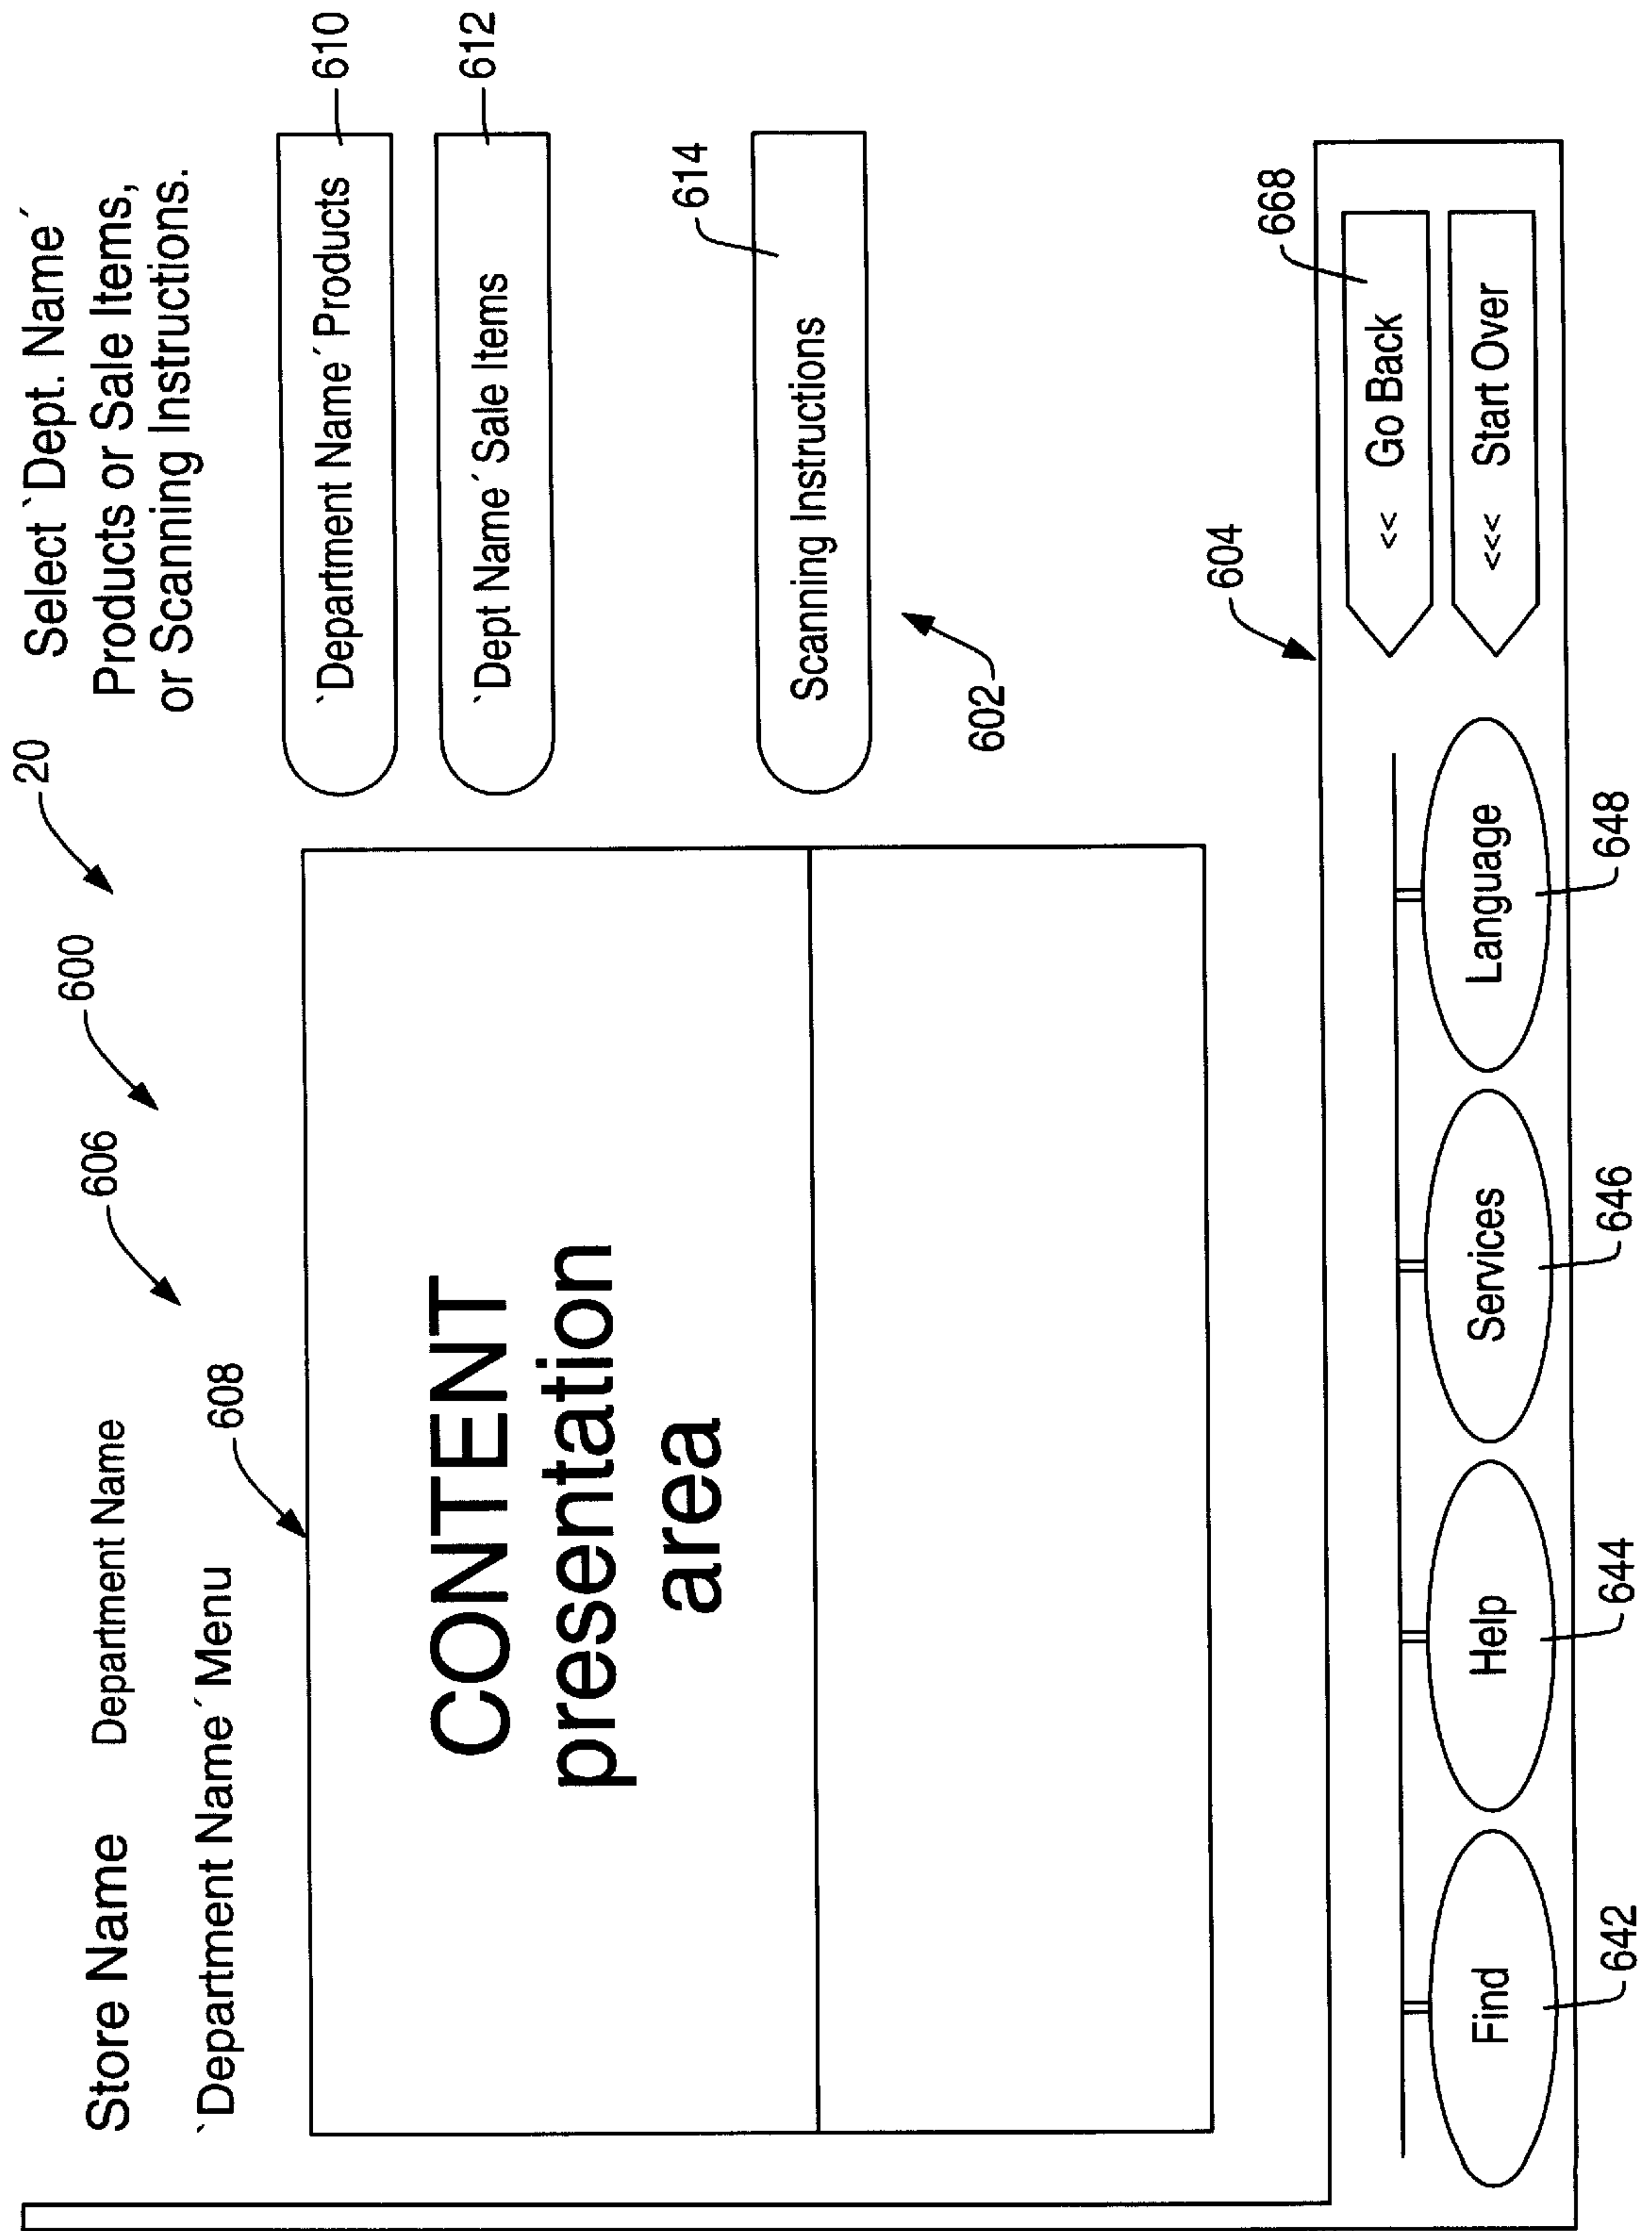 Store Name
Department Name
`Department Name´ Menu
608
606
600
20
Select `Dept. Name´
Products or Sale Items,
or Scanning Instructions.
CONTENT
presentation
area
`Department Name´ Products
610
`Dept Name´ Sale Items
612
614
Scanning Instructions
602
604
668
<< Go Back
<<< Start Over
Find
Help
Services
Language
642
644
646
648